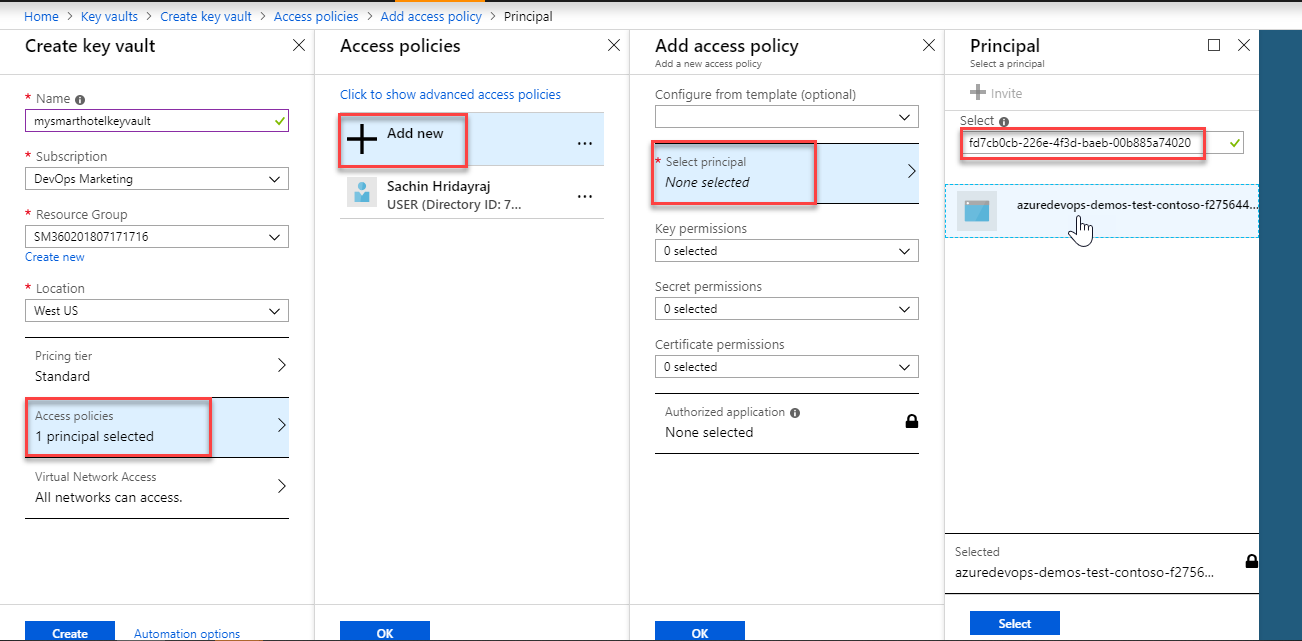 Home > Key vaults > Create key vault > Access policies > Add access policy > Principal
Create key vault
* Name
mysmarthotelkeyvault
* Subscription
DevOps Marketing
* Resource Group
SM360201807171716
Create new
* Location
West US
Pricing tier
Standard
Access policies
1 principal selected
Virtual Network Access
All networks can access.
Create
Automation options
Access policies
Click to show advanced access policies
Add new
...
Sachin Hridayraj
USER (Directory ID: 7...
...
OK
Add access policy
Add a new access policy
Configure from template (optional)
* Select principal
None selected
Key permissions
0 selected
Secret permissions
0 selected
Certificate permissions
0 selected
Authorized application
None selected
OK
Principal
Select a principal
Invite
Select
fd7cb0cb-226e-4f3d-baeb-00b885a74020
azuredevops-demos-test-contoso-f275644...
Selected
azuredevops-demos-test-contoso-f2756...
Select